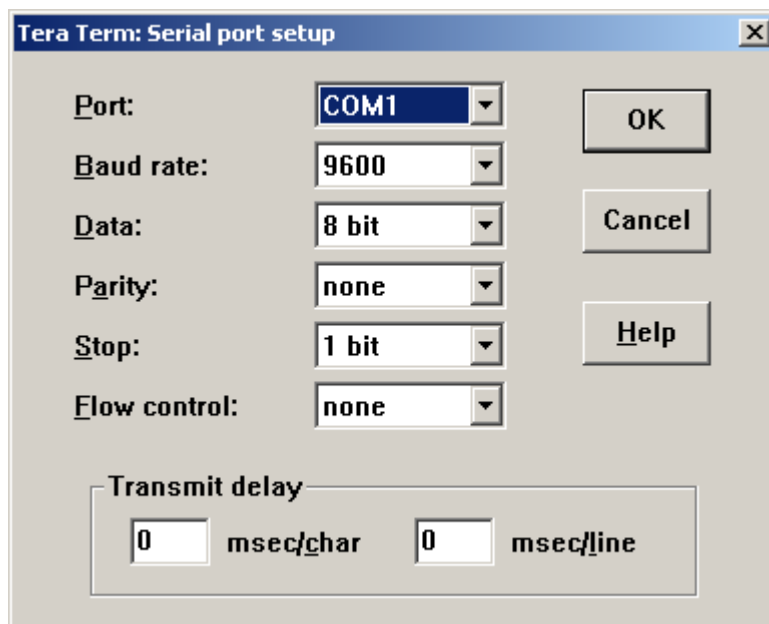 Tera Term: Serial port setup
Port: COM1 OK
Baud rate: 9600
Data: 8 bit Cancel
Parity: none
Stop: 1 bit Help
Flow control: none
Transmit delay
0 msec/char 0 msec/line